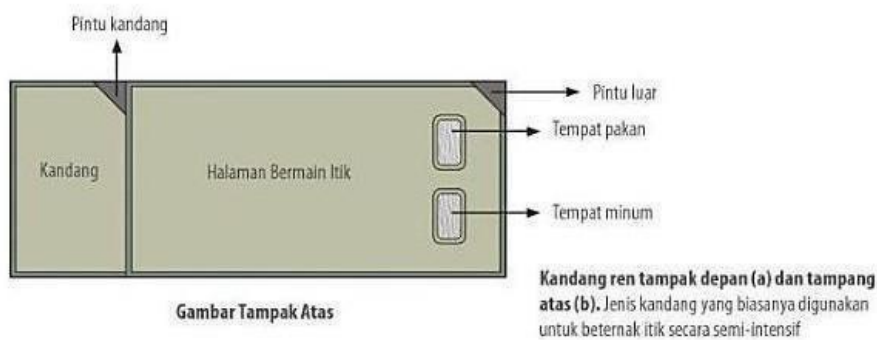 Pintu kandang
Pintu luar
Tempat pakan
Kandang
Halaman Bermain Itik
Tempat minum
Gambar Tampak Atas
Kandang ren tampak depan (a) dan tampang
atas (b). Jenis kandang yang biasanya digunakan
untuk beternak itik secara semi-intensif